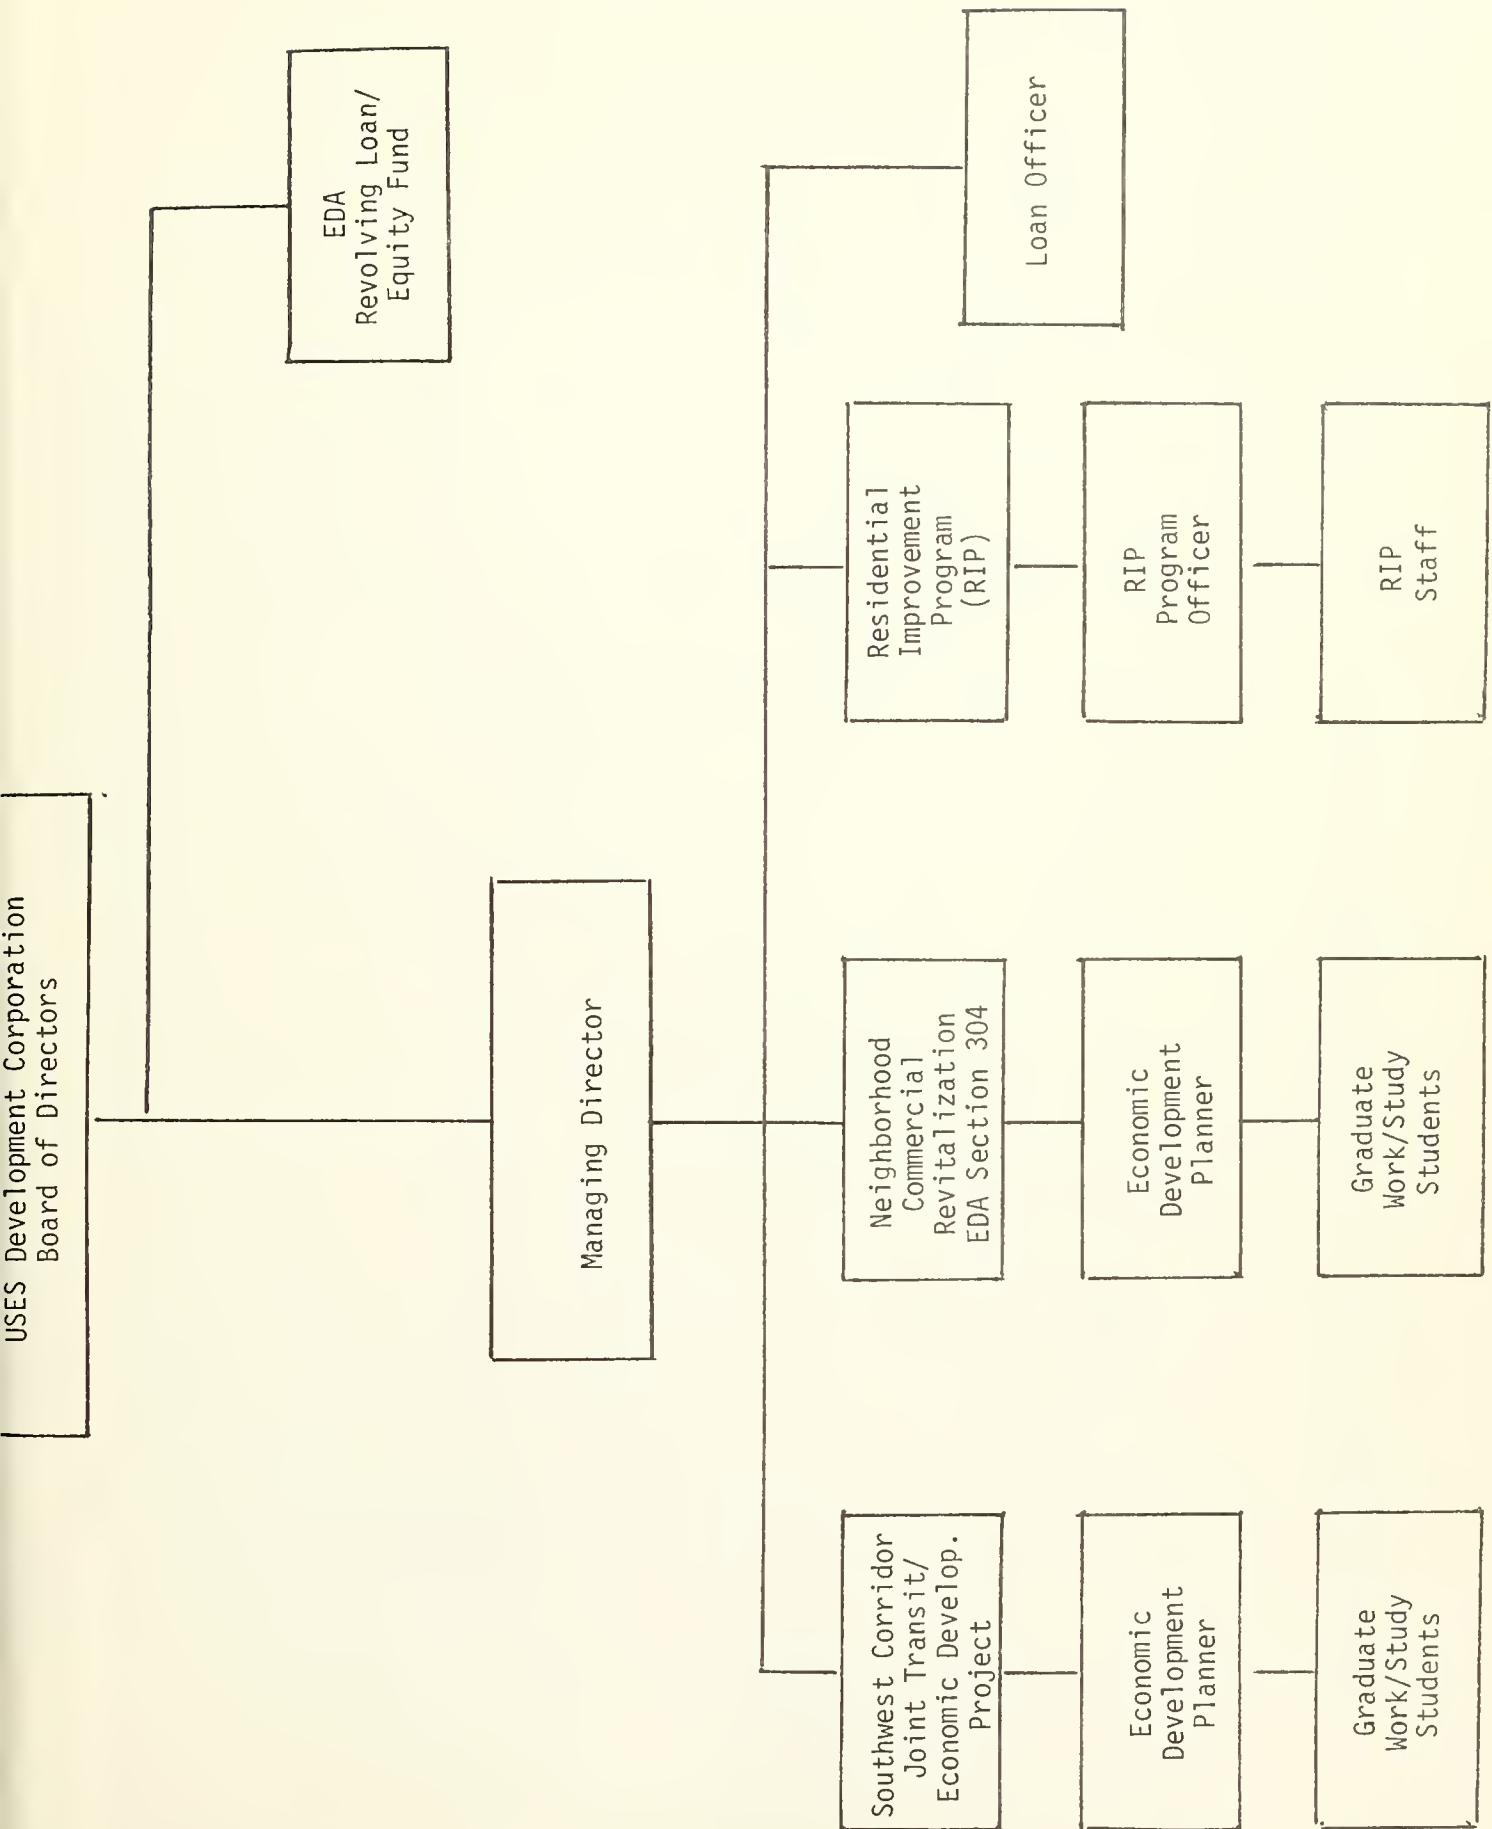 USES Development Corporation
Board of Directors
EDA
Revolving Loan/
Equity Fund
Managing Director
Southwest Corridor
Joint Transit/
Economic Develop.
Project
Neighborhood
Commercial
Revitalization
EDA Section 304
Residential
Improvement
Program
(RIP)
Loan Officer
Economic
Development
Planner
Economic
Development
Planner
RIP
Program
Officer
Graduate
Work/Study
Students
Graduate
Work/Study
Students
RIP
Staff